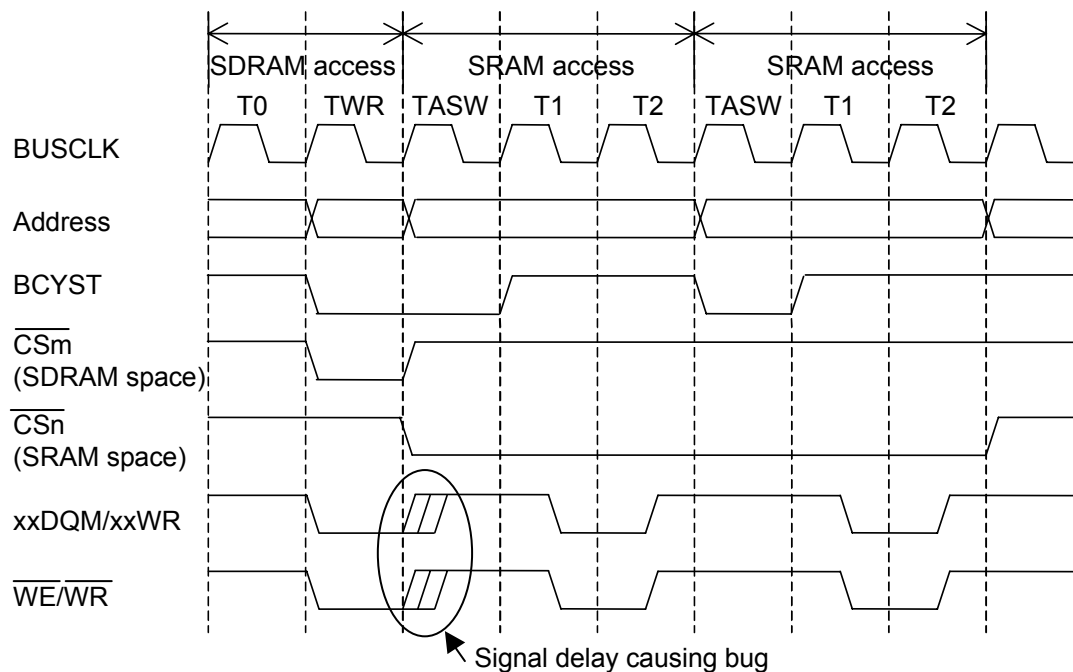 SDRAM access SRAM access SRAM access
T0 TWR TASW T1 T2 TASW T1 T2
BUSCLK
Address
BCYST
CSm
(SDRAM space)
CSn
(SRAM space)
xxDQM/xxWR
WE/WR
Signal delay causing bug